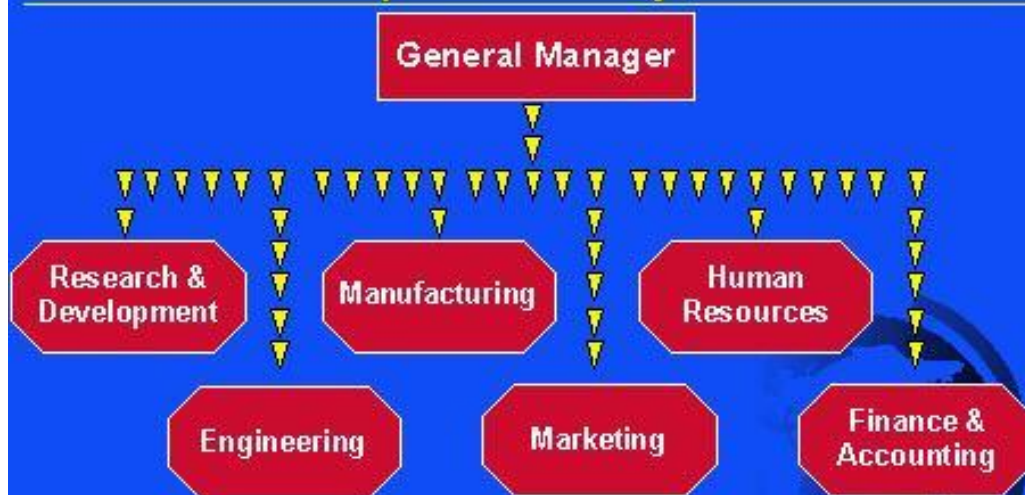 General Manager
Research &
Development
Manufacturing
Human
Resources
Engineering
Marketing
Finance &
Accounting